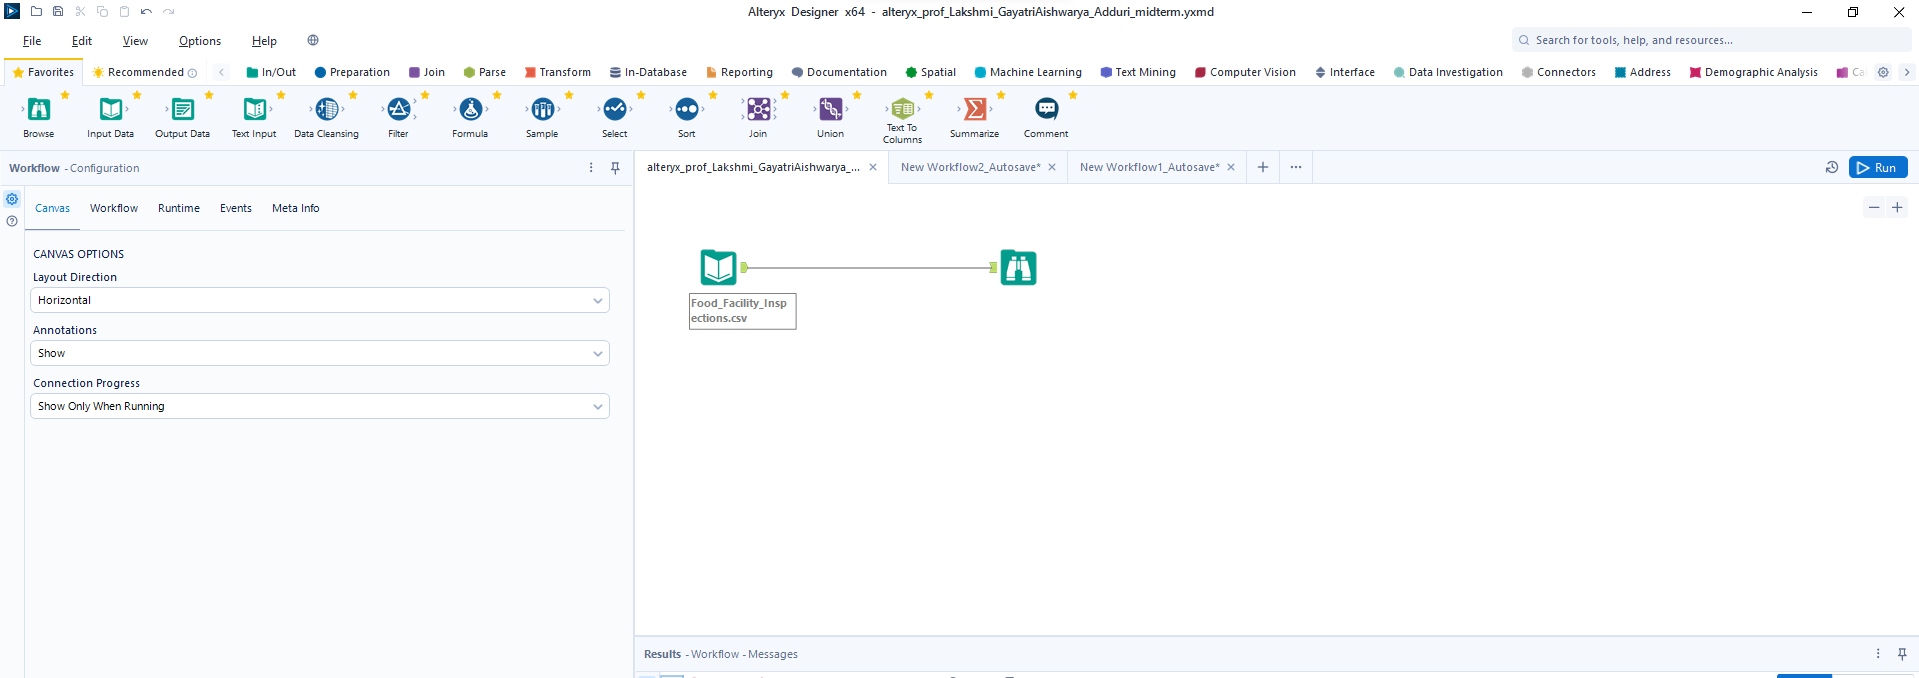 Alteryx Designer x64 - alteryx_prof_Lakshmi_GayatriAishwarya_Adduri_midterm.yxmd
File Edit View Options Help
Search for tools, help, and resources...
Favorites Recommended In/Out Preparation Join Parse Transform In-Database Reporting Documentation Spatial Machine Learning Text Mining Computer Vision Interface Data Investigation Connectors Address Demographic Analysis Ca
Browse Input Data Output Data Text Input Data Cleansing Filter Formula Sample Select Sort Join Union Text To Columns Summarize Comment
Workflow - Configuration
alteryx_prof_Lakshmi_GayatriAishwarya_... New Workflow2_Autosave* New Workflow1_Autosave* Run
Canvas Workflow Runtime Events Meta Info
CANVAS OPTIONS
Layout Direction
Horizontal
Annotations
Show
Connection Progress
Show Only When Running
Food_Facility_Insp
ections.csv
Results - Workflow - Messages